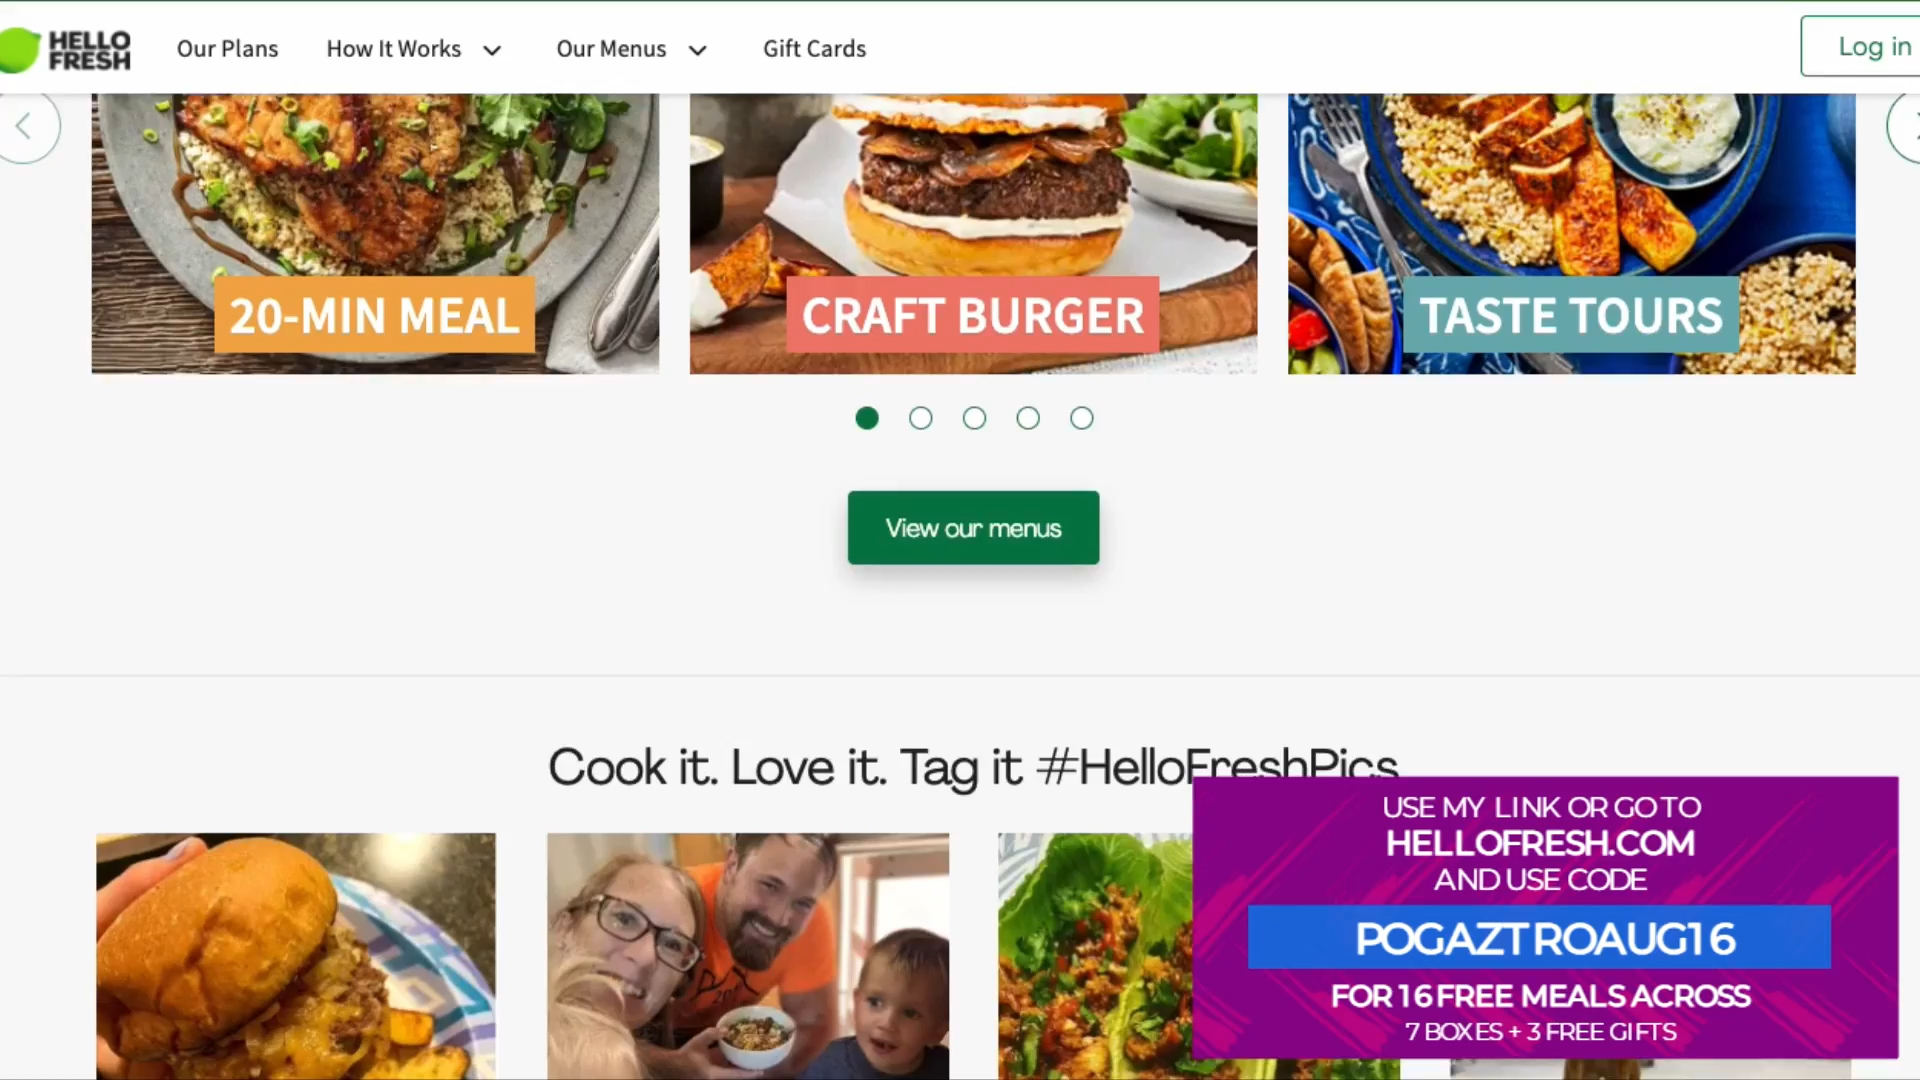 HELLO
FRESH
Our Plans
How It Works
Our Menus
Gift Cards
Log in
20-MIN MEAL
CRAFT BURGER
TASTE TOURS
View our menus
Cook it. Love it. Tag it #HelloFreshPics
USE MY LINK OR GO TO
HELLOFRESH.COM
AND USE CODE
POGAZTROAUG16
FOR 16 FREE MEALS ACROSS
7 BOXES + 3 FREE GIFTS